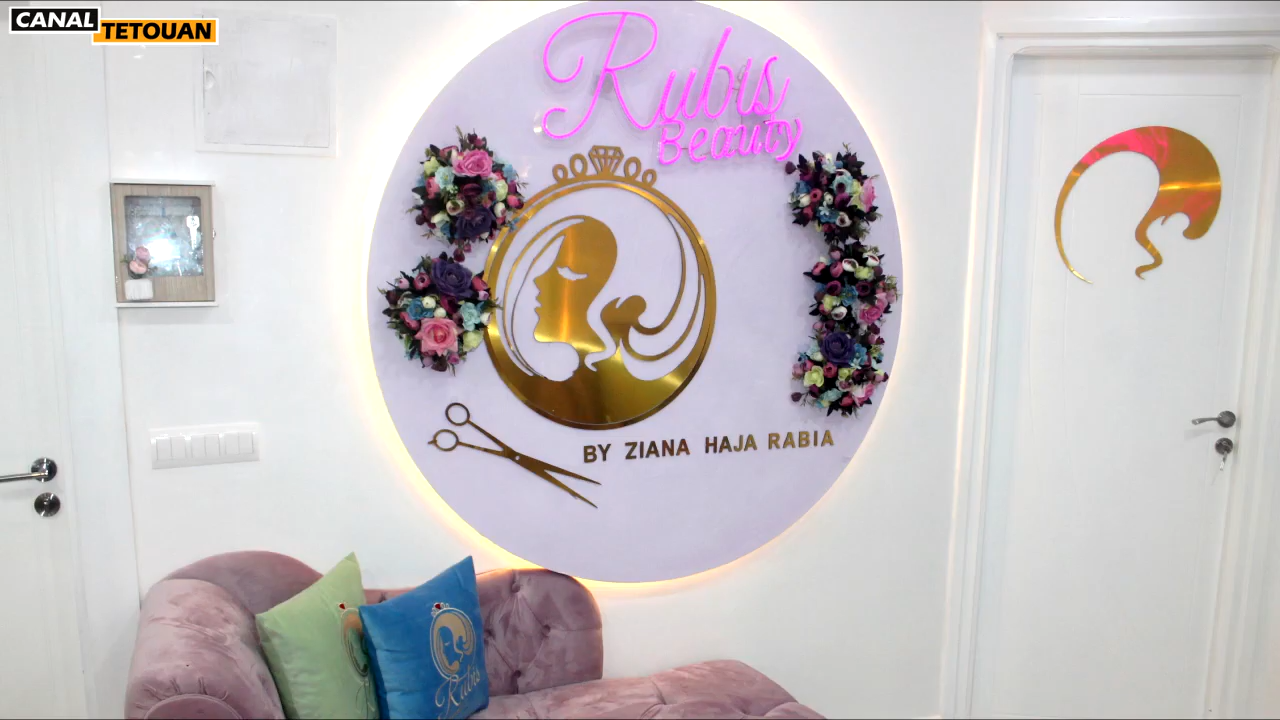 CANAL
TETOUAN
Rubis
Beauty
BY ZIANA HAJA RABIA
Rubis